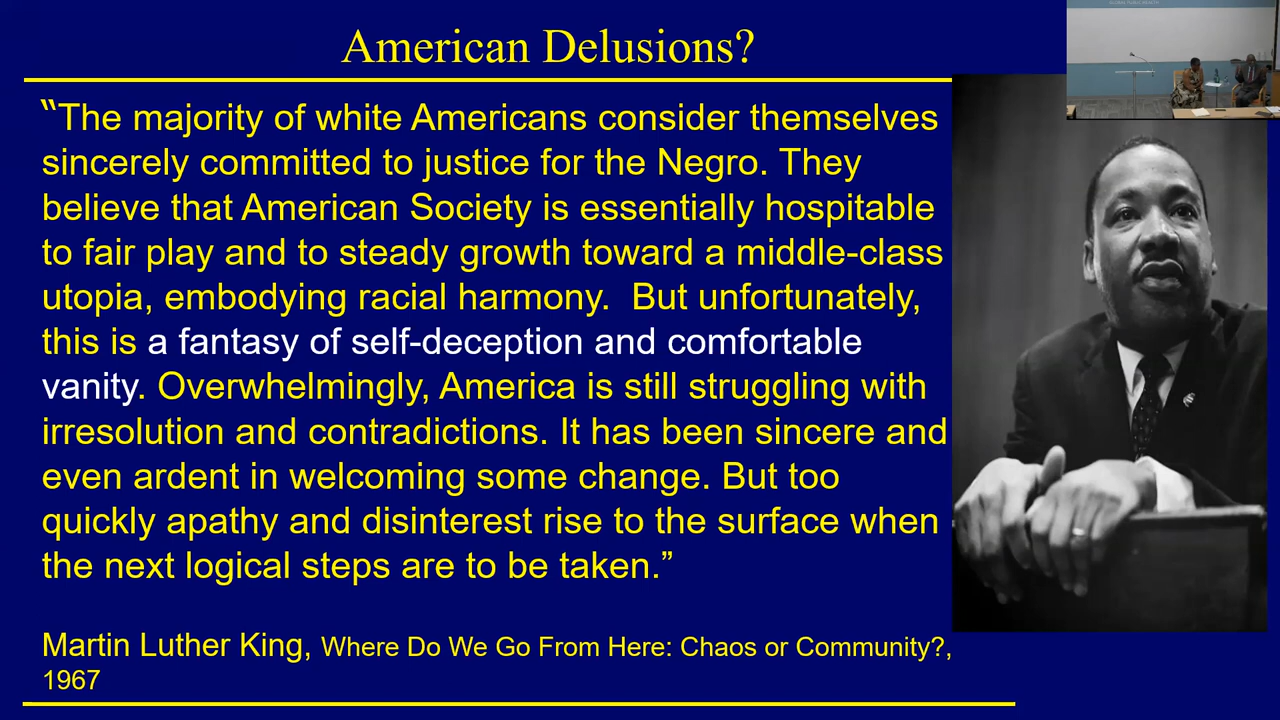 American Delusions?
GLOBAL PUBLIC HEALTH
“The majority of white Americans consider themselves
sincerely committed to justice for the Negro. They
believe that American Society is essentially hospitable
to fair play and to steady growth toward a middle-class
utopia, embodying racial harmony.  But unfortunately,
this is a fantasy of self-deception and comfortable
vanity. Overwhelmingly, America is still struggling with
irresolution and contradictions. It has been sincere and
even ardent in welcoming some change. But too
quickly apathy and disinterest rise to the surface when
the next logical steps are to be taken.”
Martin Luther King, Where Do We Go From Here: Chaos or Community?,
1967